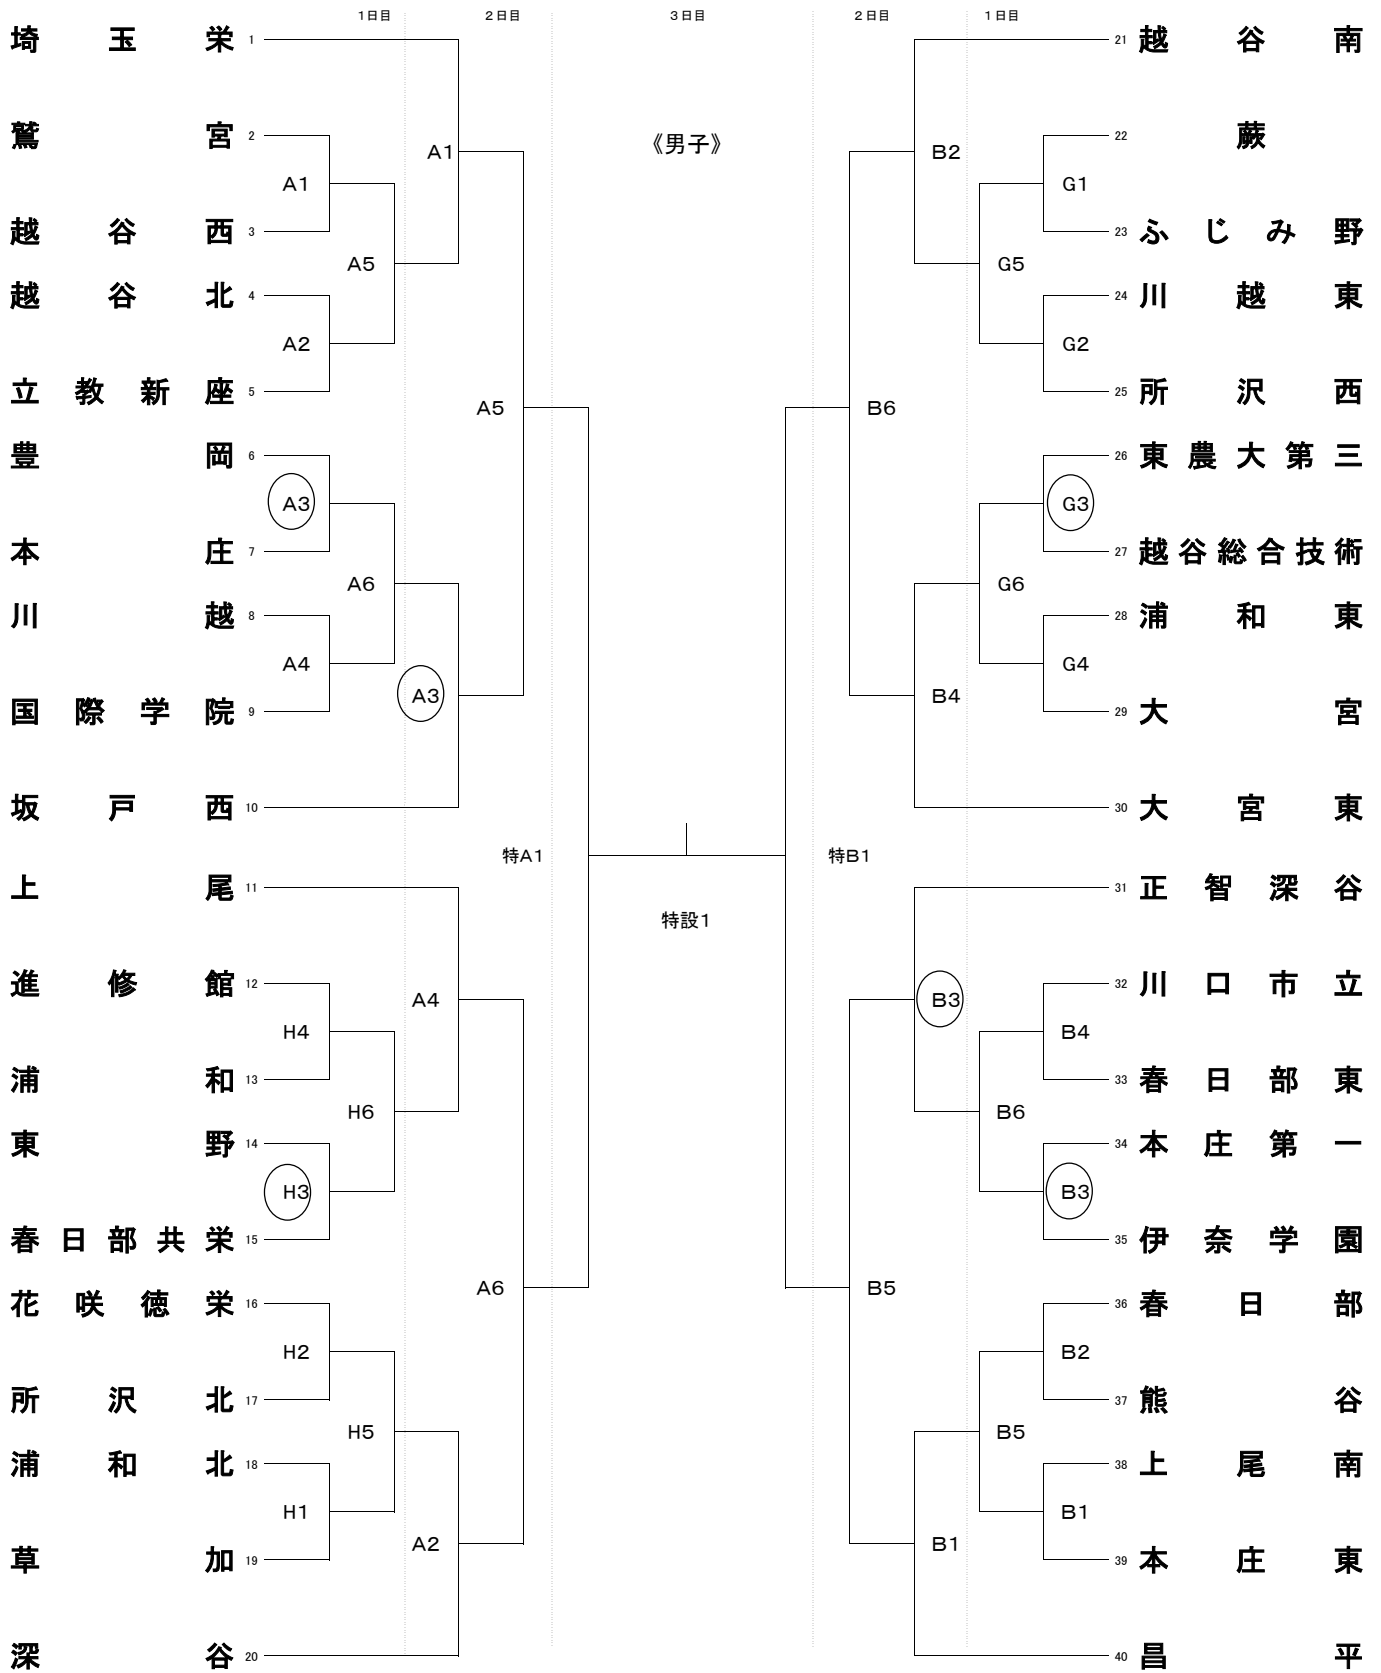 1日目 2日目 3日目 2日目 1日目
《男子》
埼玉栄 1
鷲宮 2
A1
越谷西 3
A5
A1
越谷北 4
A2
立教新座 5
A5
豊岡 6
A3
本庄 7
A6
川越 8
A4
国際学院 9
A3
坂戸西 10
特A1
上尾 11
進修館 12
A4
H4
浦和 13
H6
東野 14
H3
春日部共栄 15
A6
花咲徳栄 16
H2
所沢北 17
H5
浦和北 18
H1
草加 19
A2
深谷 20
特設1
21 越谷南
B2
22 蕨
G1
23 ふじみ野
G5
24 川越東
G2
25 所沢西
B6
26 東農大第三
G3
27 越谷総合技術
G6
28 浦和東
G4
29 大宮
B4
30 大宮東
特B1
31 正智深谷
32 川口市立
B3
B4
33 春日部東
B6
34 本庄第一
B3
35 伊奈学園
B5
36 春日部
B2
37 熊谷
B5
38 上尾南
B1
39 本庄東
B1
40 昌平